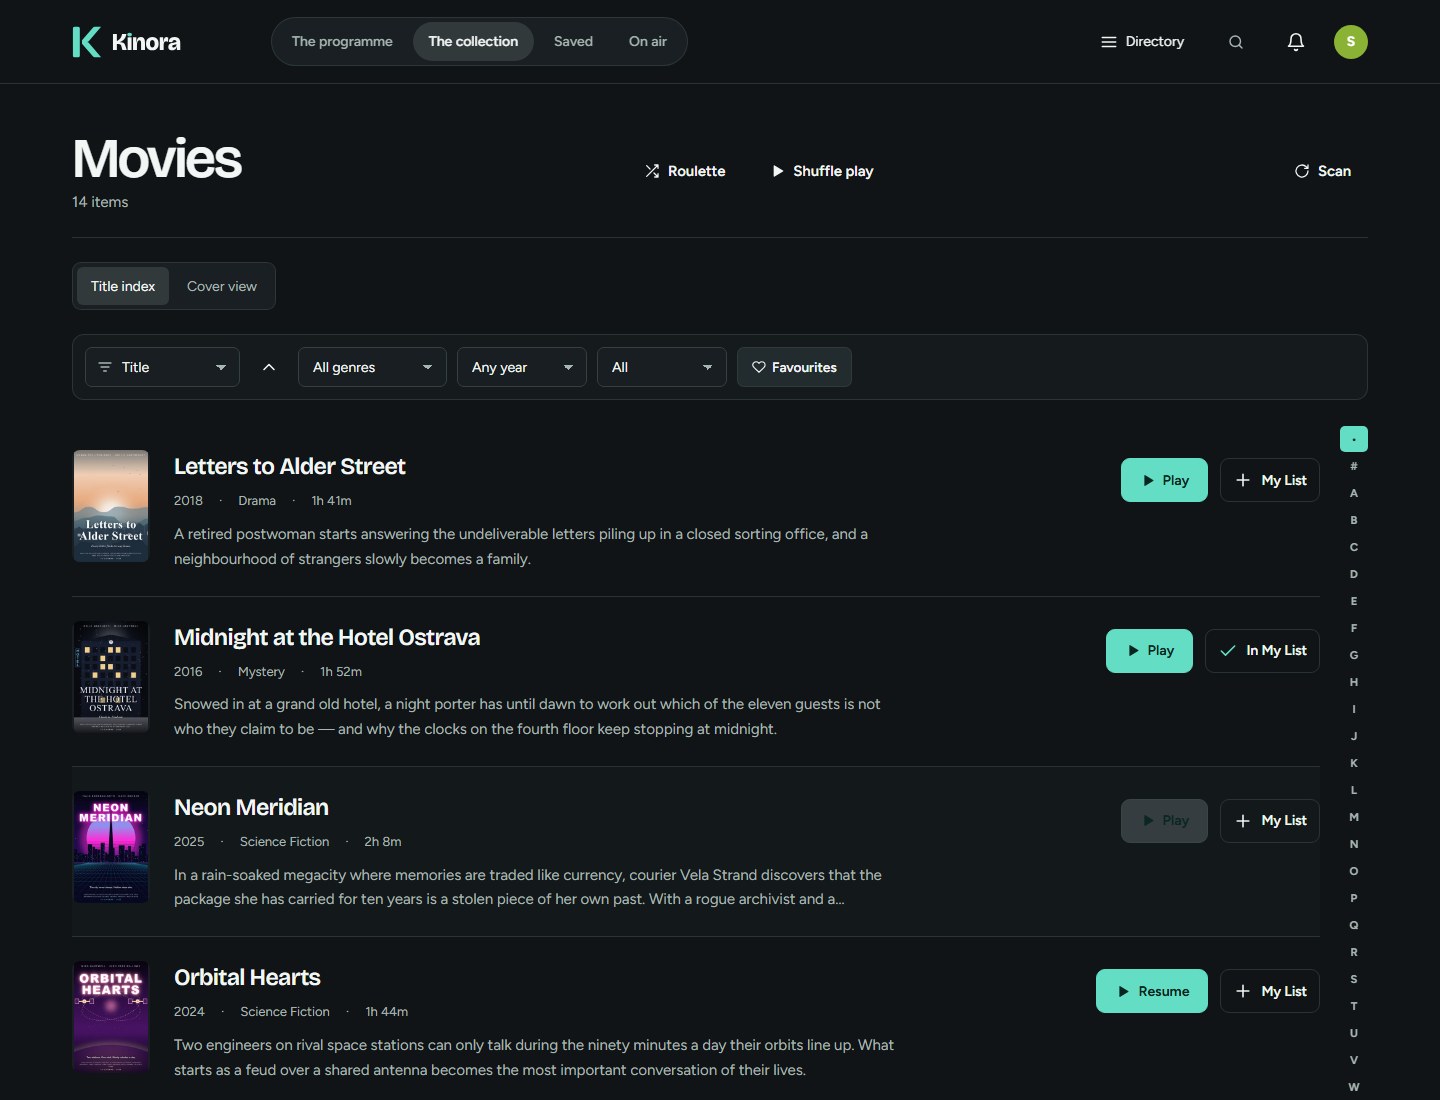 Kinora
The programme
The collection
Saved
On air
Directory
S
Movies
14 items
Roulette
Shuffle play
Scan
Title index
Cover view
Title
All genres
Any year
All
Favourites
Letters to
Alder Street
Letters to Alder Street
2018 · Drama · 1h 41m
A retired postwoman starts answering the undeliverable letters piling up in a closed sorting office, and a
neighbourhood of strangers slowly becomes a family.
Play
My List
MIDNIGHT AT
THE HOTEL
OSTRAVA
Midnight at the Hotel Ostrava
2016 · Mystery · 1h 52m
Snowed in at a grand old hotel, a night porter has until dawn to work out which of the eleven guests is not
who they claim to be — and why the clocks on the fourth floor keep stopping at midnight.
Play
In My List
NEON
MERIDIAN
Neon Meridian
2025 · Science Fiction · 2h 8m
In a rain-soaked megacity where memories are traded like currency, courier Vela Strand discovers that the
package she has carried for ten years is a stolen piece of her own past. With a rogue archivist and a...
Play
My List
ORBITAL
HEARTS
Orbital Hearts
2024 · Science Fiction · 1h 44m
Two engineers on rival space stations can only talk during the ninety minutes a day their orbits line up. What
starts as a feud over a shared antenna becomes the most important conversation of their lives.
Resume
My List
·
#
A
B
C
D
E
F
G
H
I
J
K
L
M
N
O
P
Q
R
S
T
U
V
W